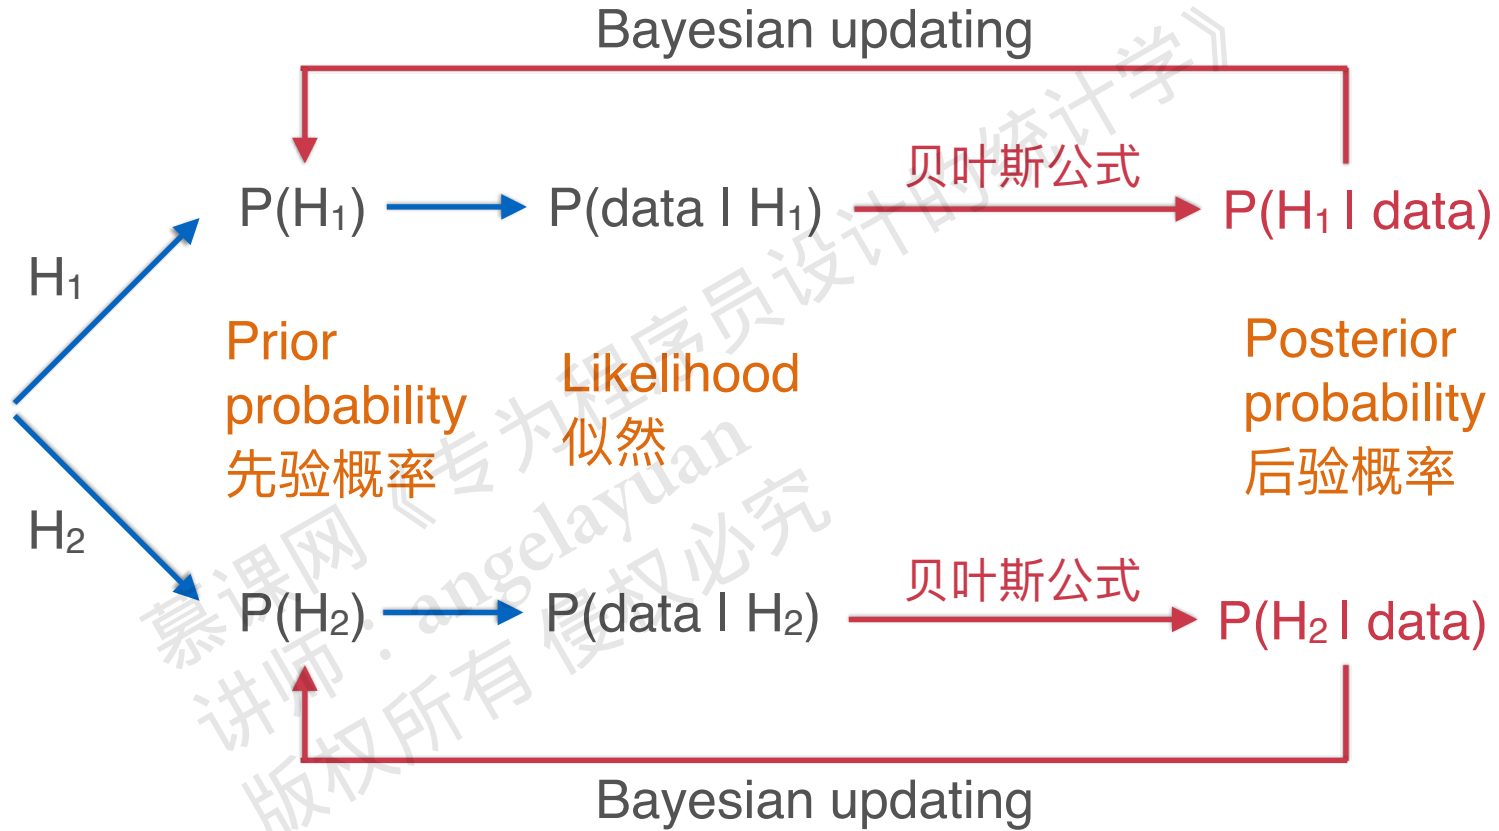 Bayesian updating
贝叶斯公式
P(H₁) P(data | H₁) P(H₁ | data)
H₁
Prior
probability
先验概率
Likelihood
似然
Posterior
probability
后验概率
H₂
贝叶斯公式
P(H₂) P(data | H₂) P(H₂ | data)
Bayesian updating
慕课网《专为程序员设计的统计学》
讲师：angelayuan
版权所有 侵权必究